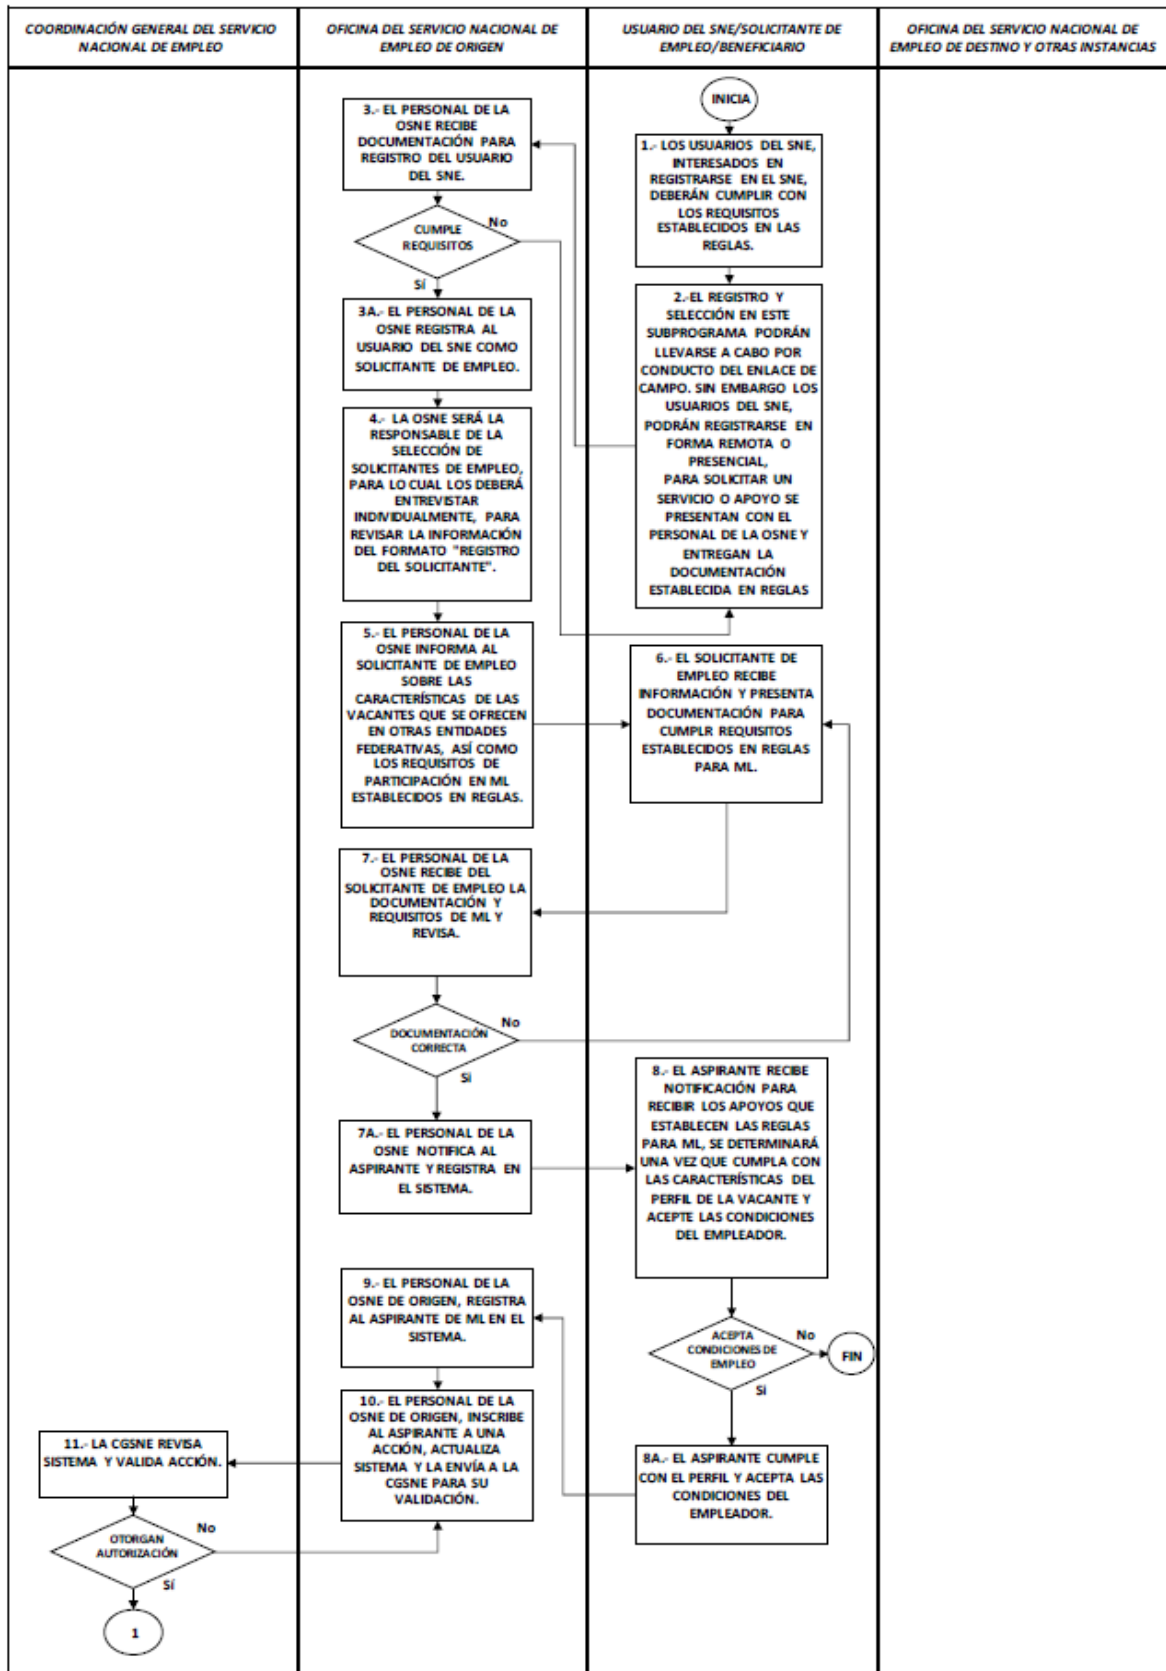 COORDINACIÓN GENERAL DEL SERVICIO
NACIONAL DE EMPLEO
OFICINA DEL SERVICIO NACIONAL DE
EMPLEO DE ORIGEN
USUARIO DEL SNE/SOLICITANTE DE
EMPLEO/BENEFICIARIO
OFICINA DEL SERVICIO NACIONAL DE
EMPLEO DE DESTINO Y OTRAS INSTANCIAS
INICIA
1.- LOS USUARIOS DEL SNE,
INTERESADOS EN
REGISTRARSE EN EL SNE,
DEBERÁN CUMPLIR CON
LOS REQUISITOS
ESTABLECIDOS EN LAS
REGLAS.
2.-EL REGISTRO Y
SELECCIÓN EN ESTE
SUBPROGRAMA PODRÁN
LLEVARSE A CABO POR
CONDUCTO DEL ENLACE DE
CAMPO. SIN EMBARGO LOS
USUARIOS DEL SNE,
PODRÁN REGISTRARSE EN
FORMA REMOTA O
PRESENCIAL,
PARA SOLICITAR UN
SERVICIO O APOYO SE
PRESENTAN CON EL
PERSONAL DE LA OSNE Y
ENTREGAN LA
DOCUMENTACIÓN
ESTABLECIDA EN REGLAS
3.- EL PERSONAL DE LA
OSNE RECIBE
DOCUMENTACIÓN PARA
REGISTRO DEL USUARIO
DEL SNE.
CUMPLE
REQUISITOS
No
Sí
3A.- EL PERSONAL DE LA
OSNE REGISTRA AL
USUARIO DEL SNE COMO
SOLICITANTE DE EMPLEO.
4.- LA OSNE SERÁ LA
RESPONSABLE DE LA
SELECCIÓN DE
SOLICITANTES DE EMPLEO,
PARA LO CUAL LOS DEBERÁ
ENTREVISTAR
INDIVIDUALMENTE, PARA
REVISAR LA INFORMACIÓN
DEL FORMATO "REGISTRO
DEL SOLICITANTE".
5.- EL PERSONAL DE LA
OSNE INFORMA AL
SOLICITANTE DE EMPLEO
SOBRE LAS
CARACTERÍSTICAS DE LAS
VACANTES QUE SE OFRECEN
EN OTRAS ENTIDADES
FEDERATIVAS, ASÍ COMO
LOS REQUISITOS DE
PARTICIPACIÓN EN ML
ESTABLECIDOS EN REGLAS.
6.- EL SOLICITANTE DE
EMPLEO RECIBE
INFORMACIÓN Y PRESENTA
DOCUMENTACIÓN PARA
CUMPLR REQUISITOS
ESTABLECIDOS EN REGLAS
PARA ML.
7.- EL PERSONAL DE LA
OSNE RECIBE DEL
SOLICITANTE DE EMPLEO LA
DOCUMENTACIÓN Y
REQUISITOS DE ML Y
REVISA.
DOCUMENTACIÓN
CORRECTA
No
Si
7A.- EL PERSONAL DE LA
OSNE NOTIFICA AL
ASPIRANTE Y REGISTRA EN
EL SISTEMA.
8.- EL ASPIRANTE RECIBE
NOTIFICACIÓN PARA
RECIBIR LOS APOYOS QUE
ESTABLECEN LAS REGLAS
PARA ML, SE DETERMINARÁ
UNA VEZ QUE CUMPLA CON
LAS CARACTERÍSTICAS DEL
PERFIL DE LA VACANTE Y
ACEPTE LAS CONDICIONES
DEL EMPLEADOR.
ACEPTA
CONDICIONES DE
EMPLEO
No
FIN
Si
8A.- EL ASPIRANTE CUMPLE
CON EL PERFIL Y ACEPTA LAS
CONDICIONES DEL
EMPLEADOR.
9.- EL PERSONAL DE LA
OSNE DE ORIGEN, REGISTRA
AL ASPIRANTE DE ML EN EL
SISTEMA.
10.- EL PERSONAL DE LA
OSNE DE ORIGEN, INSCRIBE
AL ASPIRANTE A UNA
ACCIÓN, ACTUALIZA
SISTEMA Y LA ENVÍA A LA
CGSNE PARA SU
VALIDACIÓN.
11.- LA CGSNE REVISA
SISTEMA Y VALIDA ACCIÓN.
OTORGAN
AUTORIZACIÓN
No
Sí
1